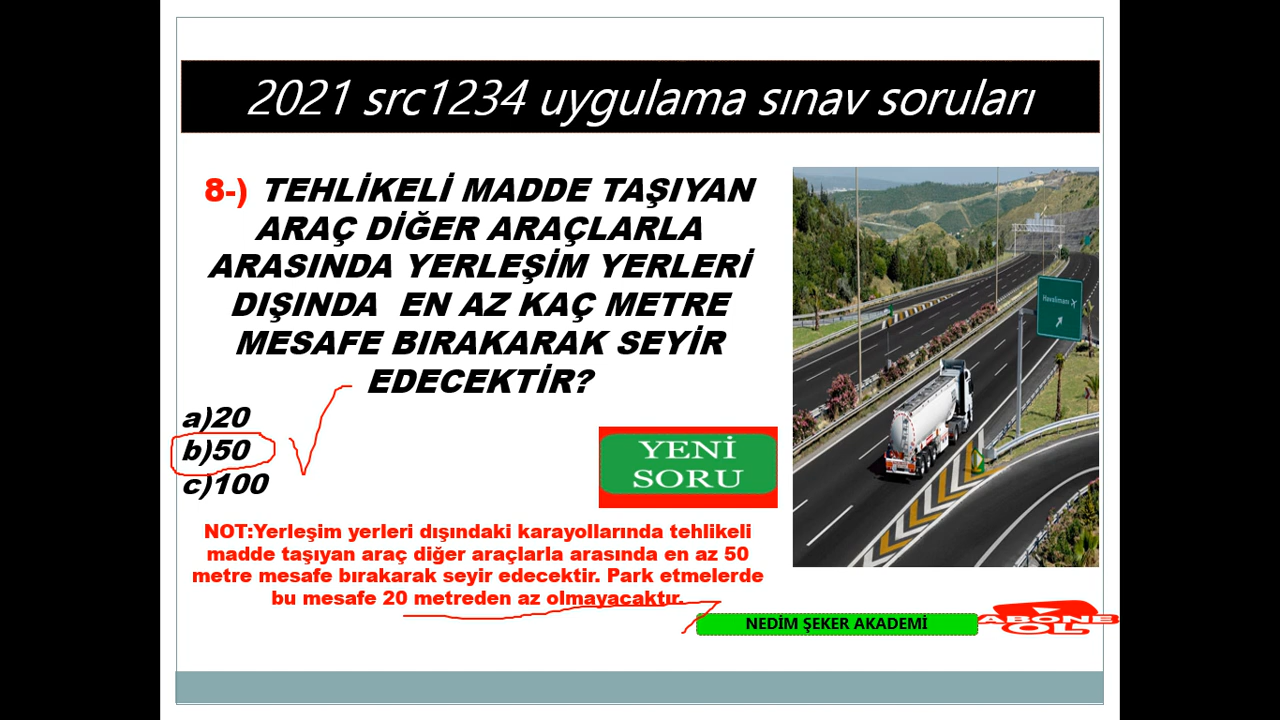 2021 src1234 uygulama sınav soruları
8-) TEHLİKELİ MADDE TAŞIYAN
ARAÇ DİĞER ARAÇLARLA
ARASINDA YERLEŞİM YERLERİ
DIŞINDA EN AZ KAÇ METRE
MESAFE BIRAKARAK SEYİR
EDECEKTİR?
a)20
b)50
c)100
YENİ
SORU
Havalimanı
NOT:Yerleşim yerleri dışındaki karayollarında tehlikeli
madde taşıyan araç diğer araçlarla arasında en az 50
metre mesafe bırakarak seyir edecektir. Park etmelerde
bu mesafe 20 metreden az olmayacaktır.
NEDİM ŞEKER AKADEMİ
ABONE
OL